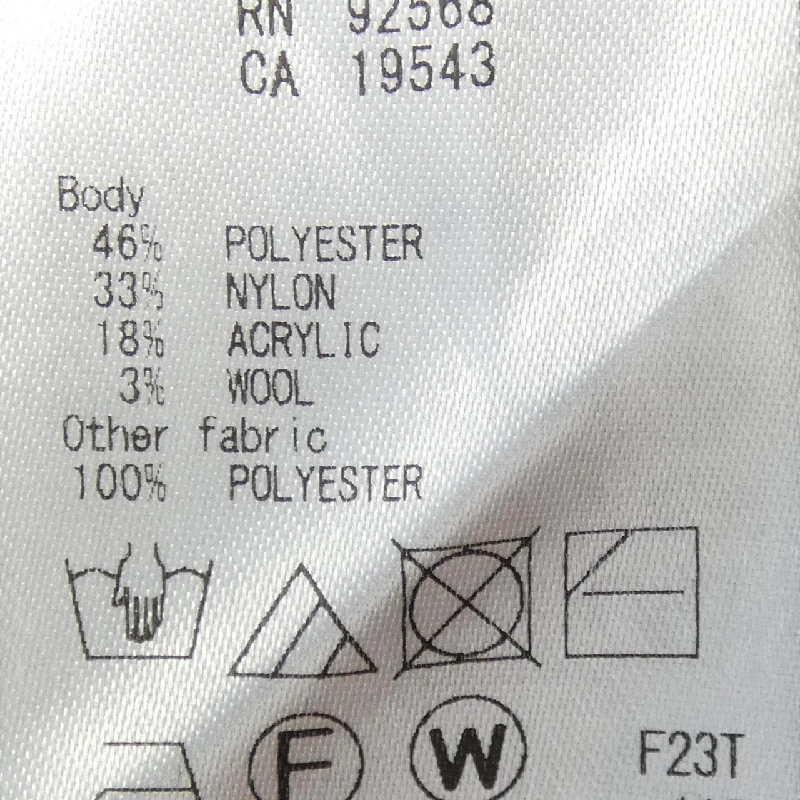 RN 92568
CA 19543
Body
46% POLYESTER
33% NYLON
18% ACRYLIC
3% WOOL
Other fabric
100% POLYESTER
F W F23T